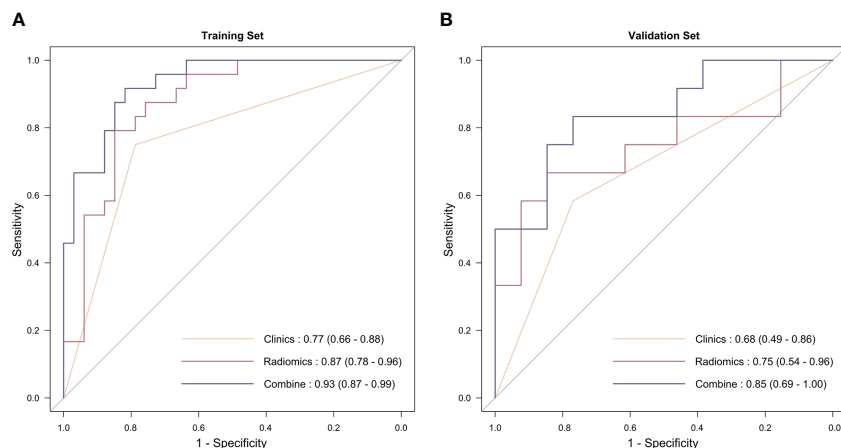 A
Training Set
1.0
0.8
0.6
0.4
0.2
0.0
Sensitivity
Clinics : 0.77 (0.66 - 0.88)
Radiomics : 0.87 (0.78 - 0.96)
Combine : 0.93 (0.87 - 0.99)
1.0 0.8 0.6 0.4 0.2 0.0
1 - Specificity
B
Validation Set
1.0
0.8
0.6
0.4
0.2
0.0
Sensitivity
Clinics : 0.68 (0.49 - 0.86)
Radiomics : 0.75 (0.54 - 0.96)
Combine : 0.85 (0.69 - 1.00)
1.0 0.8 0.6 0.4 0.2 0.0
1 - Specificity